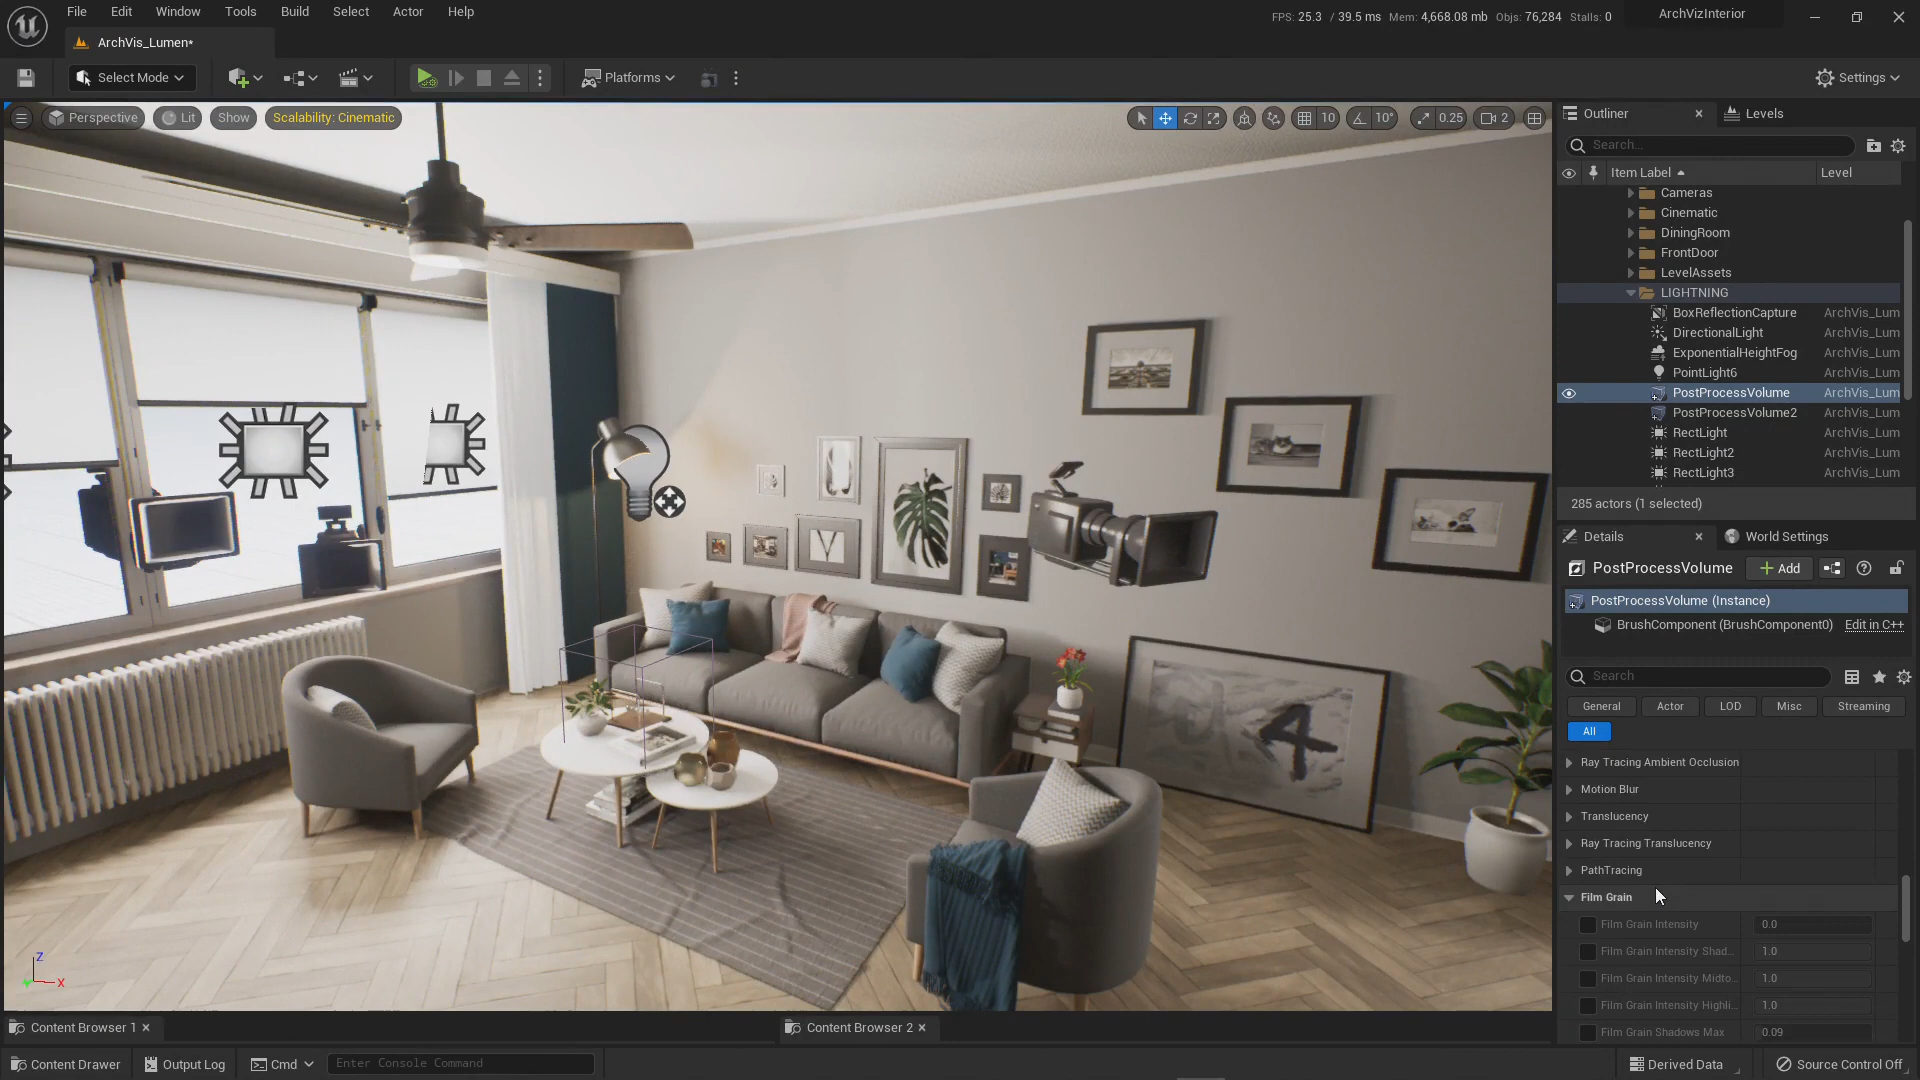 File Edit Window Tools Build Select Actor Help
FPS: 25.3 / 39.5 ms Mem: 4,668.08 mb Objs: 76,284 Stalls: 0
ArchVizInterior
ArchVis_Lumen*
Select Mode
Platforms
Settings
Perspective
Lit
Show
Scalability: Cinematic
10
10°
0.25
2
Outliner
Levels
Search...
Item Label
Level
Cameras
Cinematic
DiningRoom
FrontDoor
LevelAssets
LIGHTNING
BoxReflectionCapture ArchVis_Lum
DirectionalLight ArchVis_Lum
ExponentialHeightFog ArchVis_Lum
PointLight6 ArchVis_Lum
PostProcessVolume ArchVis_Lum
PostProcessVolume2 ArchVis_Lum
RectLight ArchVis_Lum
RectLight2 ArchVis_Lum
RectLight3 ArchVis_Lum
285 actors (1 selected)
Details
World Settings
PostProcessVolume
Add
PostProcessVolume (Instance)
BrushComponent (BrushComponent0) Edit in C++
Search
General Actor LOD Misc Streaming
All
Ray Tracing Ambient Occlusion
Motion Blur
Translucency
Ray Tracing Translucency
PathTracing
Film Grain
Film Grain Intensity 0.0
Film Grain Intensity Shad... 1.0
Film Grain Intensity Midto... 1.0
Film Grain Intensity Highli... 1.0
Film Grain Shadows Max 0.09
4
Z
X
Content Browser 1
Content Browser 2
Content Drawer
Output Log
Cmd
Enter Console Command
Derived Data
Source Control Off